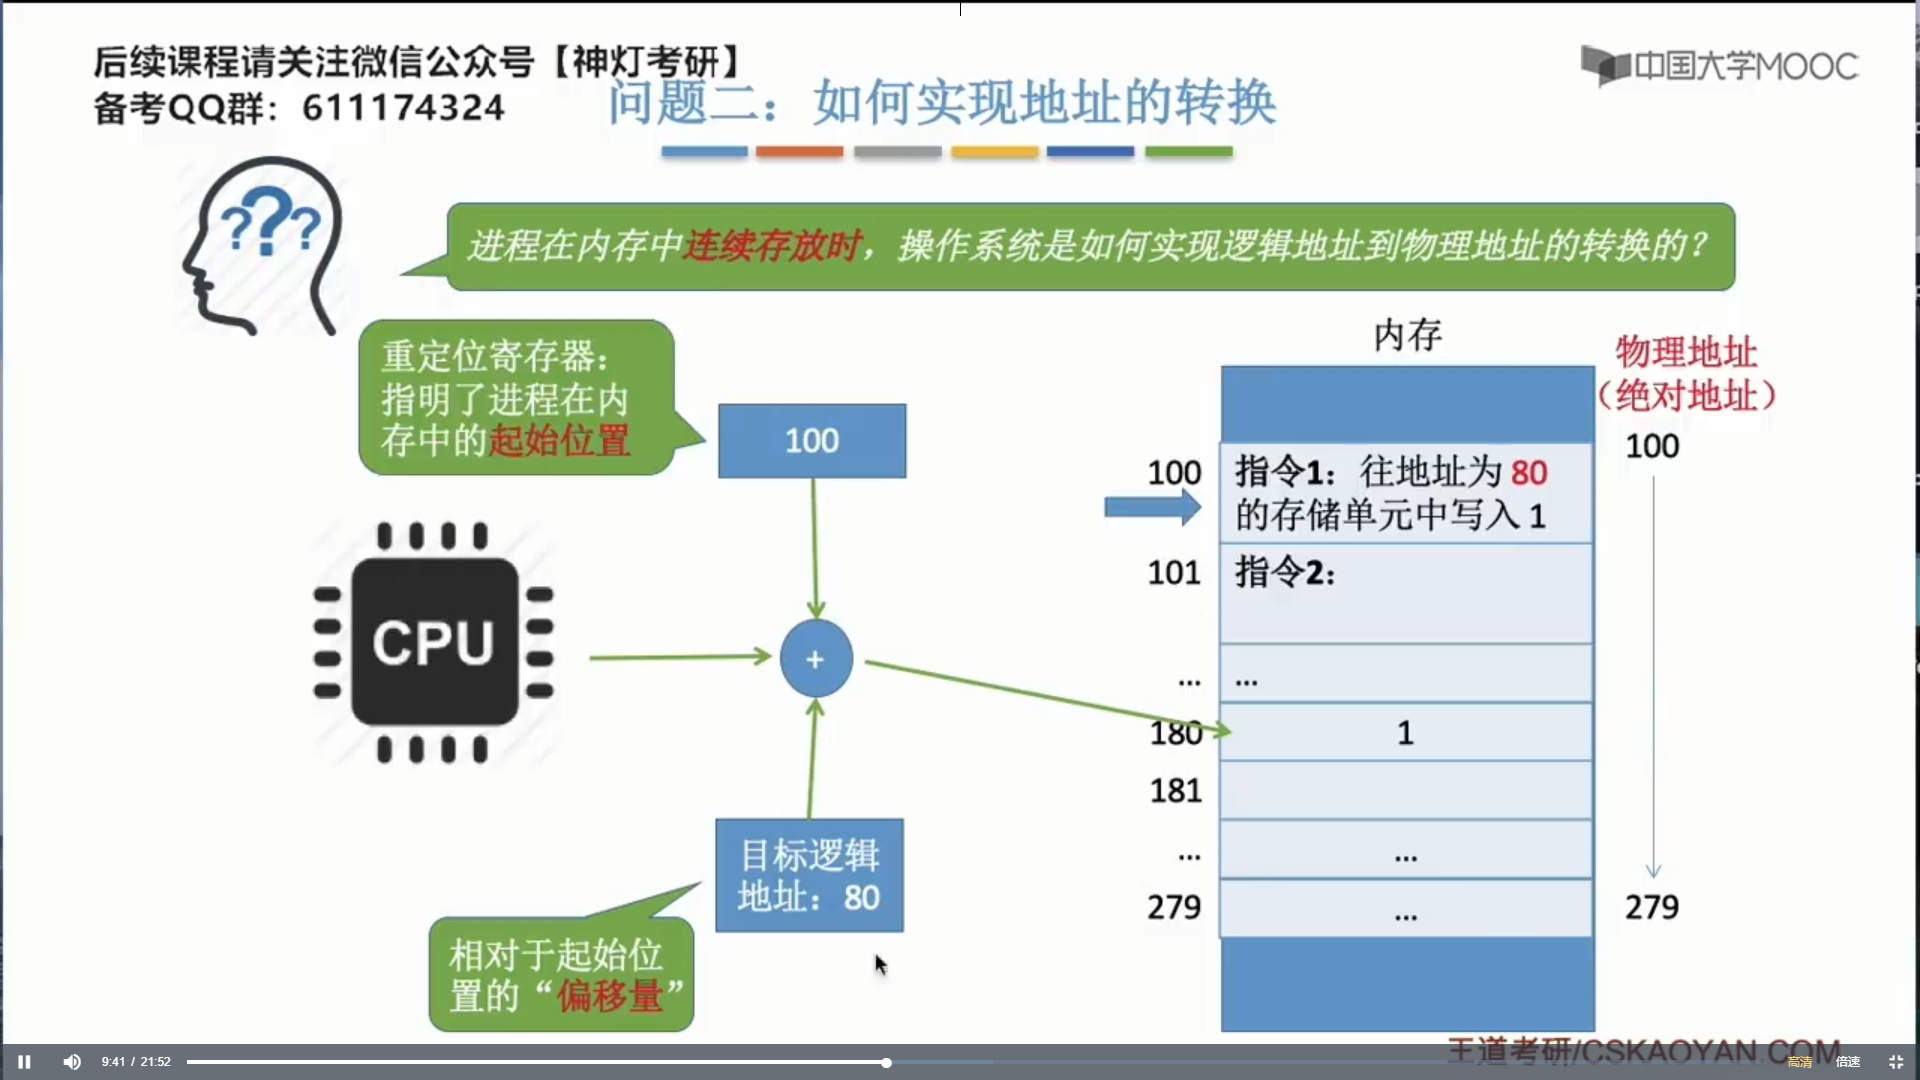 后续课程请关注微信公众号【神灯考研】
备考QQ群：611174324
中国大学MOOC
问题二：如何实现地址的转换
???
进程在内存中连续存放时，操作系统是如何实现逻辑地址到物理地址的转换的？
重定位寄存器：
指明了进程在内
存中的起始位置
100
CPU
+
目标逻辑
地址：80
相对于起始位
置的“偏移量”
内存
物理地址
（绝对地址）
100
100
指令1：往地址为 80
的存储单元中写入 1
101
指令2：
...
...
180
1
181
...
...
279
...
279
王道考研/CSKAOYAN.COM
9:41 / 21:52
高清
倍速